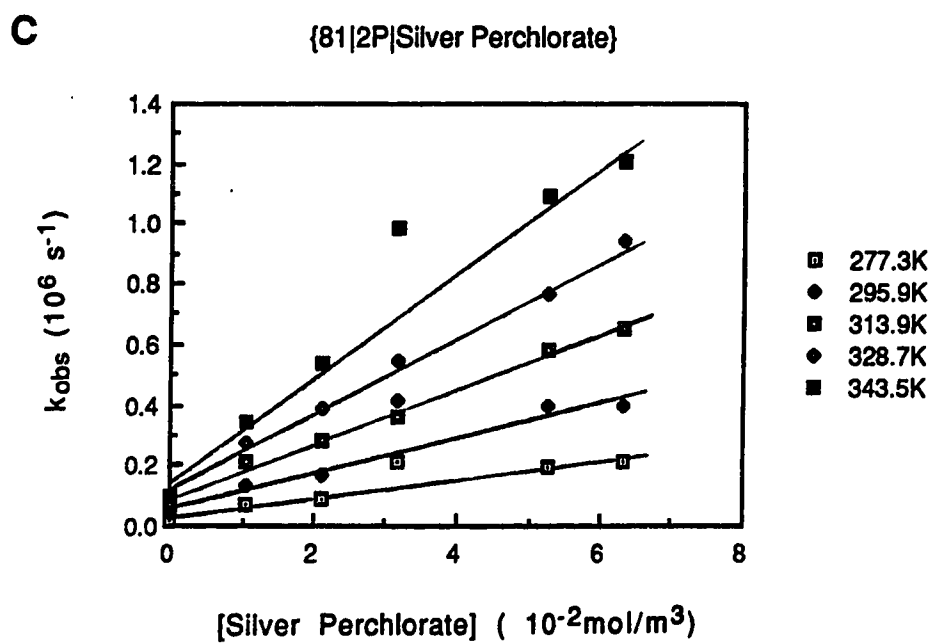 C
{81|2P|Silver Perchlorate}
1.4
1.2
1.0
0.8
0.6
0.4
0.2
0.0
kobs (10⁶ s⁻¹)
0 2 4 6 8
[Silver Perchlorate] ( 10⁻²mol/m³)
277.3K
295.9K
313.9K
328.7K
343.5K